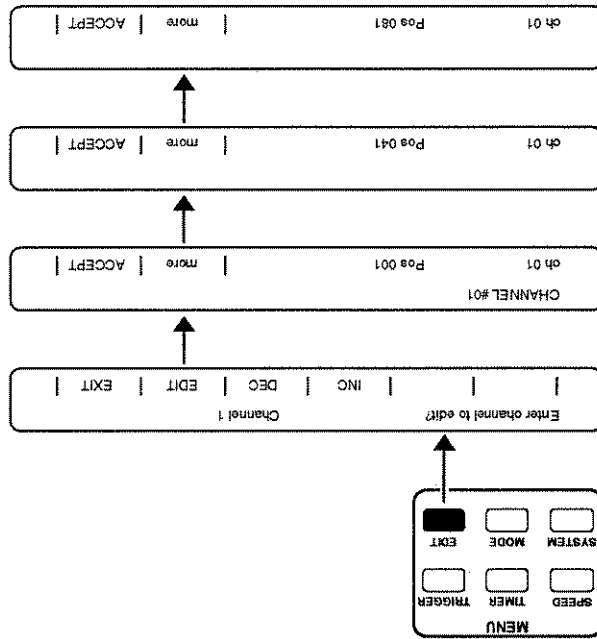 MENU
SPEED TIMER TRIGGER
SYSTEM MODE EDIT
Enter channel to edit? Channel 1
INC | DEC | EDIT | EXIT
CHANNEL #01
ch 01 Pos 001 | more | ACCEPT
ch 01 Pos 041 | more | ACCEPT
ch 01 Pos 081 | more | ACCEPT